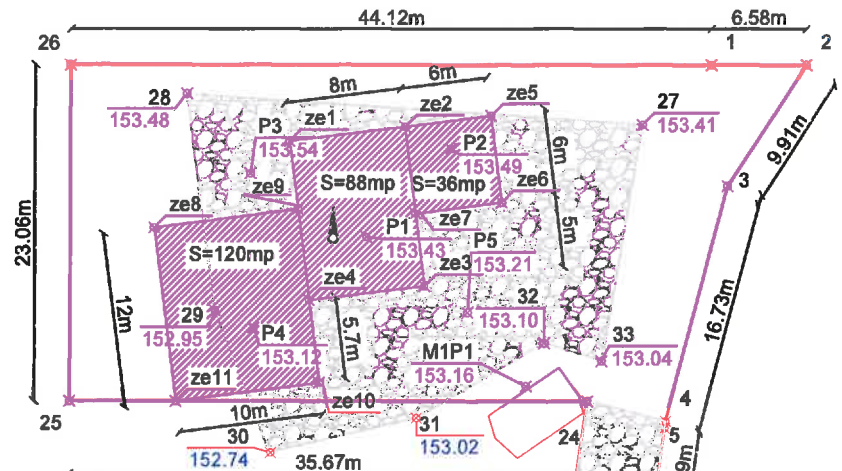 44.12m 6.58m
26 1 2
8m 6m
28 ze1 ze2 ze5 27
153.48 P3 153.41
153.54 P2 6m 9.91m
153.49
ze9 S=88mp S=36mp ze6 3
ze8 ze7 5m
P1 P5
S=120mp 153.43 153.21
23.06m ze3
ze4
12m 29 32 16.73m
152.95 P4 5.7m 153.10 33
153.12 M1P1 153.04
ze11 153.16
25 10m ze10 4
30 31 24 5
152.74 153.02
35.67m